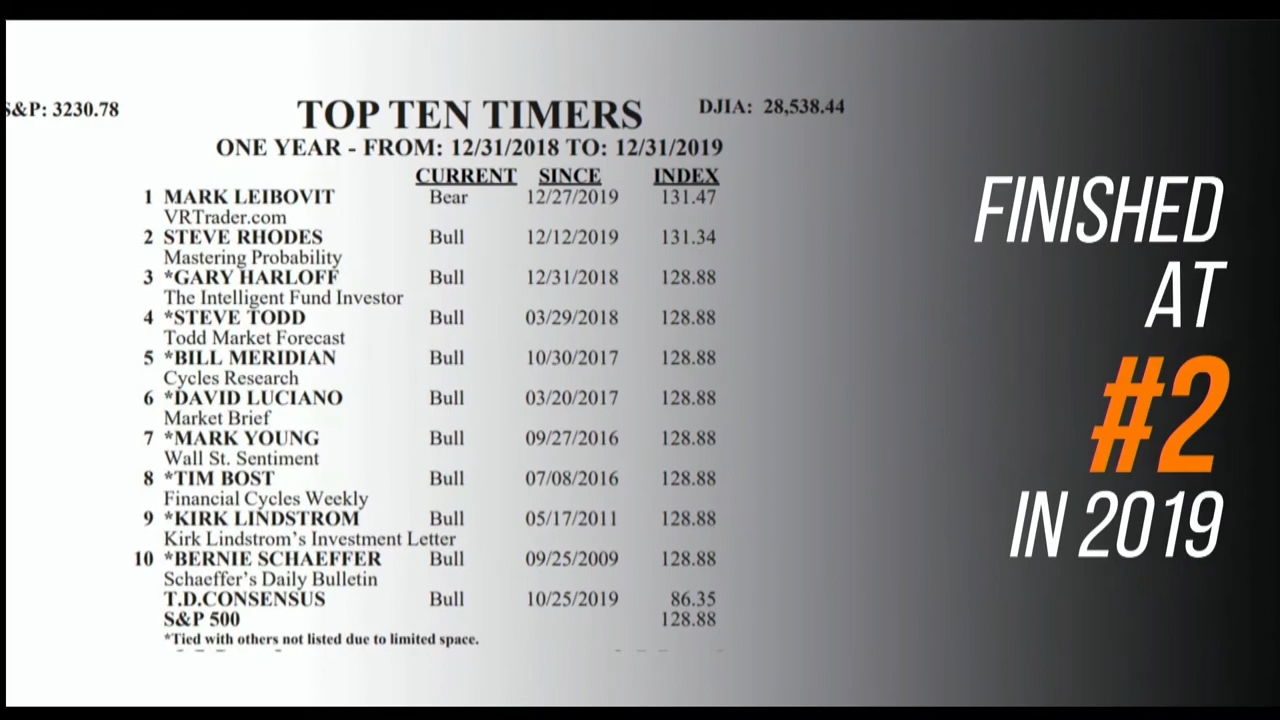 S&P: 3230.78
TOP TEN TIMERS
DJIA: 28,538.44
ONE YEAR - FROM: 12/31/2018 TO: 12/31/2019
CURRENT SINCE INDEX
1 MARK LEIBOVIT Bear 12/27/2019 131.47
VRTrader.com
2 STEVE RHODES Bull 12/12/2019 131.34
Mastering Probability
3 *GARY HARLOFF Bull 12/31/2018 128.88
The Intelligent Fund Investor
4 *STEVE TODD Bull 03/29/2018 128.88
Todd Market Forecast
5 *BILL MERIDIAN Bull 10/30/2017 128.88
Cycles Research
6 *DAVID LUCIANO Bull 03/20/2017 128.88
Market Brief
7 *MARK YOUNG Bull 09/27/2016 128.88
Wall St. Sentiment
8 *TIM BOST Bull 07/08/2016 128.88
Financial Cycles Weekly
9 *KIRK LINDSTROM Bull 05/17/2011 128.88
Kirk Lindstrom's Investment Letter
10 *BERNIE SCHAEFFER Bull 09/25/2009 128.88
Schaeffer's Daily Bulletin
T.D.CONSENSUS Bull 10/25/2019 86.35
S&P 500 128.88
*Tied with others not listed due to limited space.
FINISHED
AT
#2
IN 2019